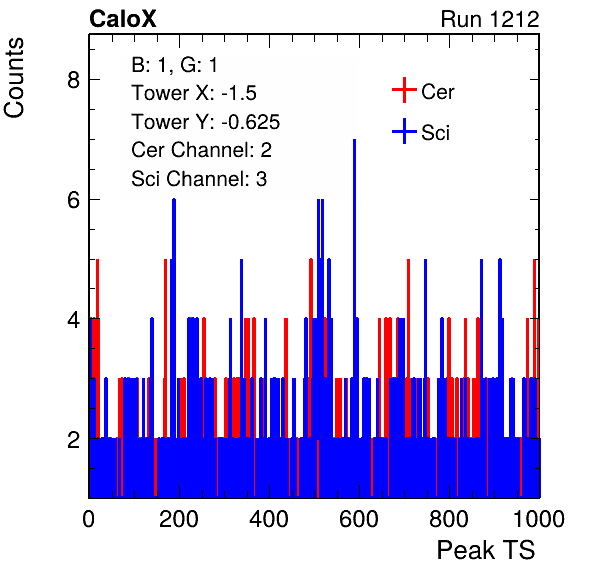 CaloX Run 1212
Counts
B: 1, G: 1
Tower X: -1.5
Tower Y: -0.625
Cer Channel: 2
Sci Channel: 3
Cer
Sci
8
6
4
2
0 200 400 600 800 1000
Peak TS